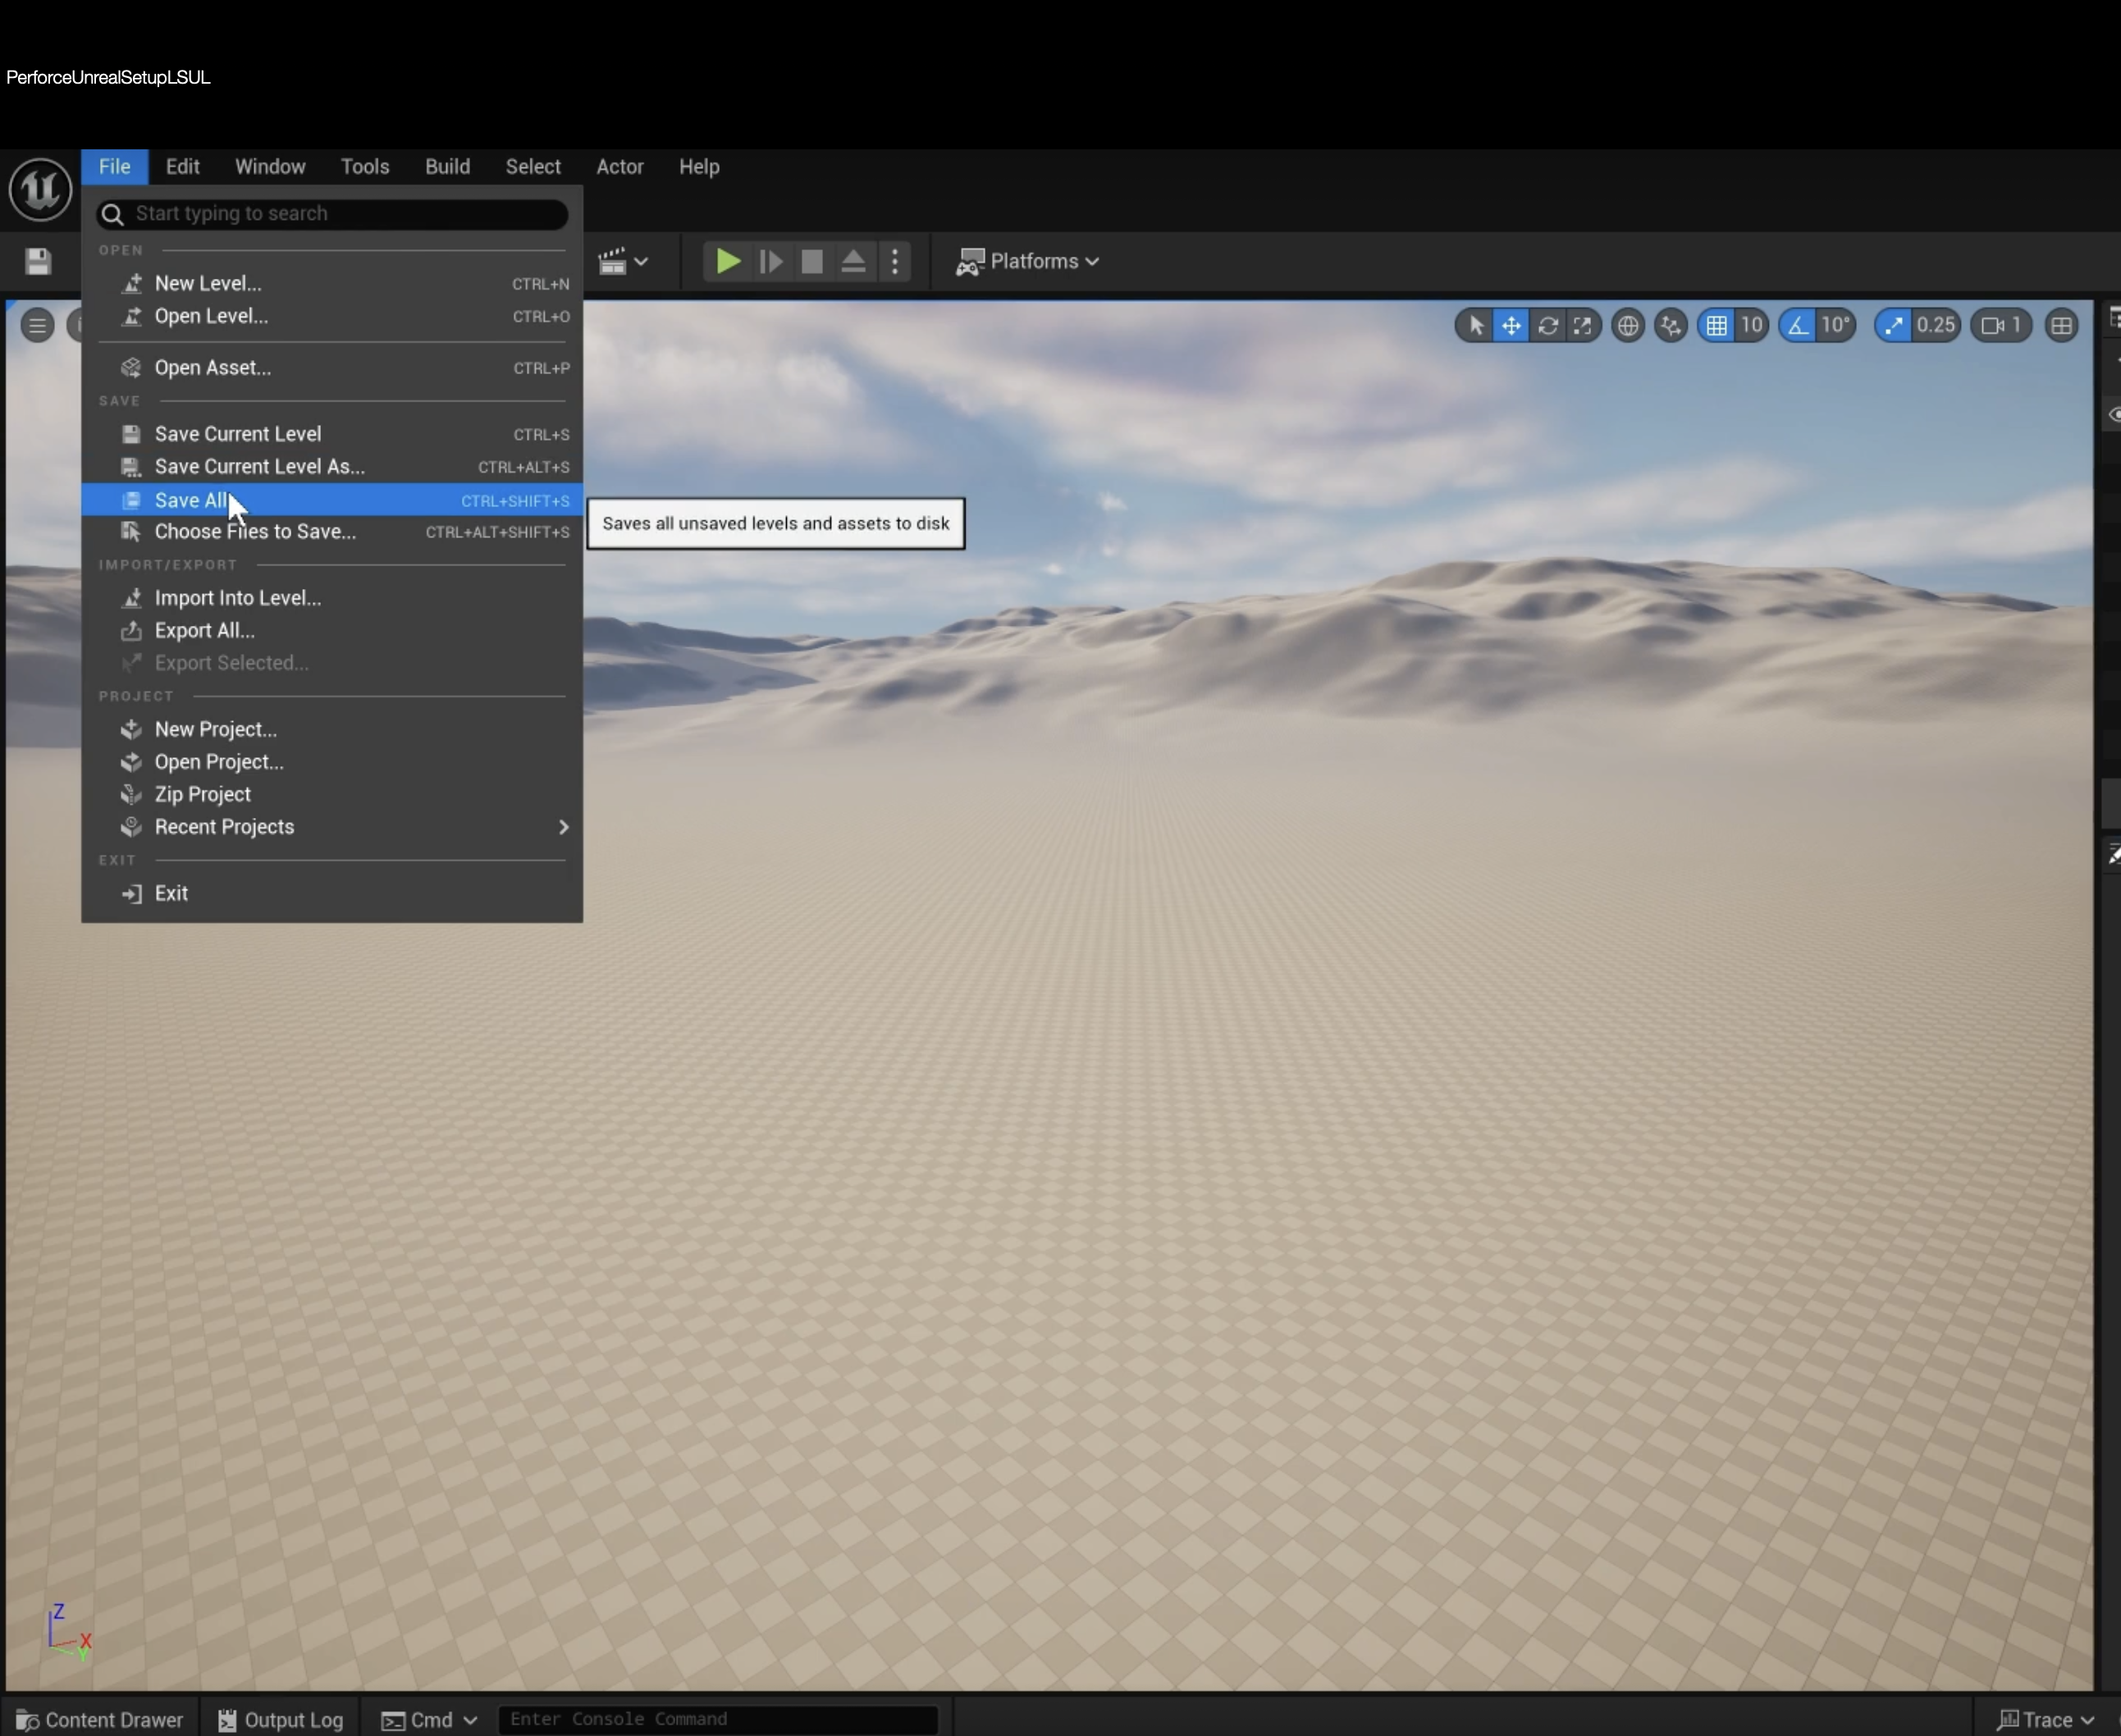 PerforceUnrealSetupLSUL
File Edit Window Tools Build Select Actor Help
Start typing to search
OPEN
New Level... CTRL+N
Open Level... CTRL+O
Open Asset... CTRL+P
SAVE
Save Current Level CTRL+S
Save Current Level As... CTRL+ALT+S
Save All CTRL+SHIFT+S
Choose Files to Save... CTRL+ALT+SHIFT+S
IMPORT/EXPORT
Import Into Level...
Export All...
Export Selected...
PROJECT
New Project...
Open Project...
Zip Project
Recent Projects
EXIT
Exit
Platforms
10 10° 0.25 1
Saves all unsaved levels and assets to disk
Z
X
Y
Content Drawer Output Log Cmd Enter Console Command Trace